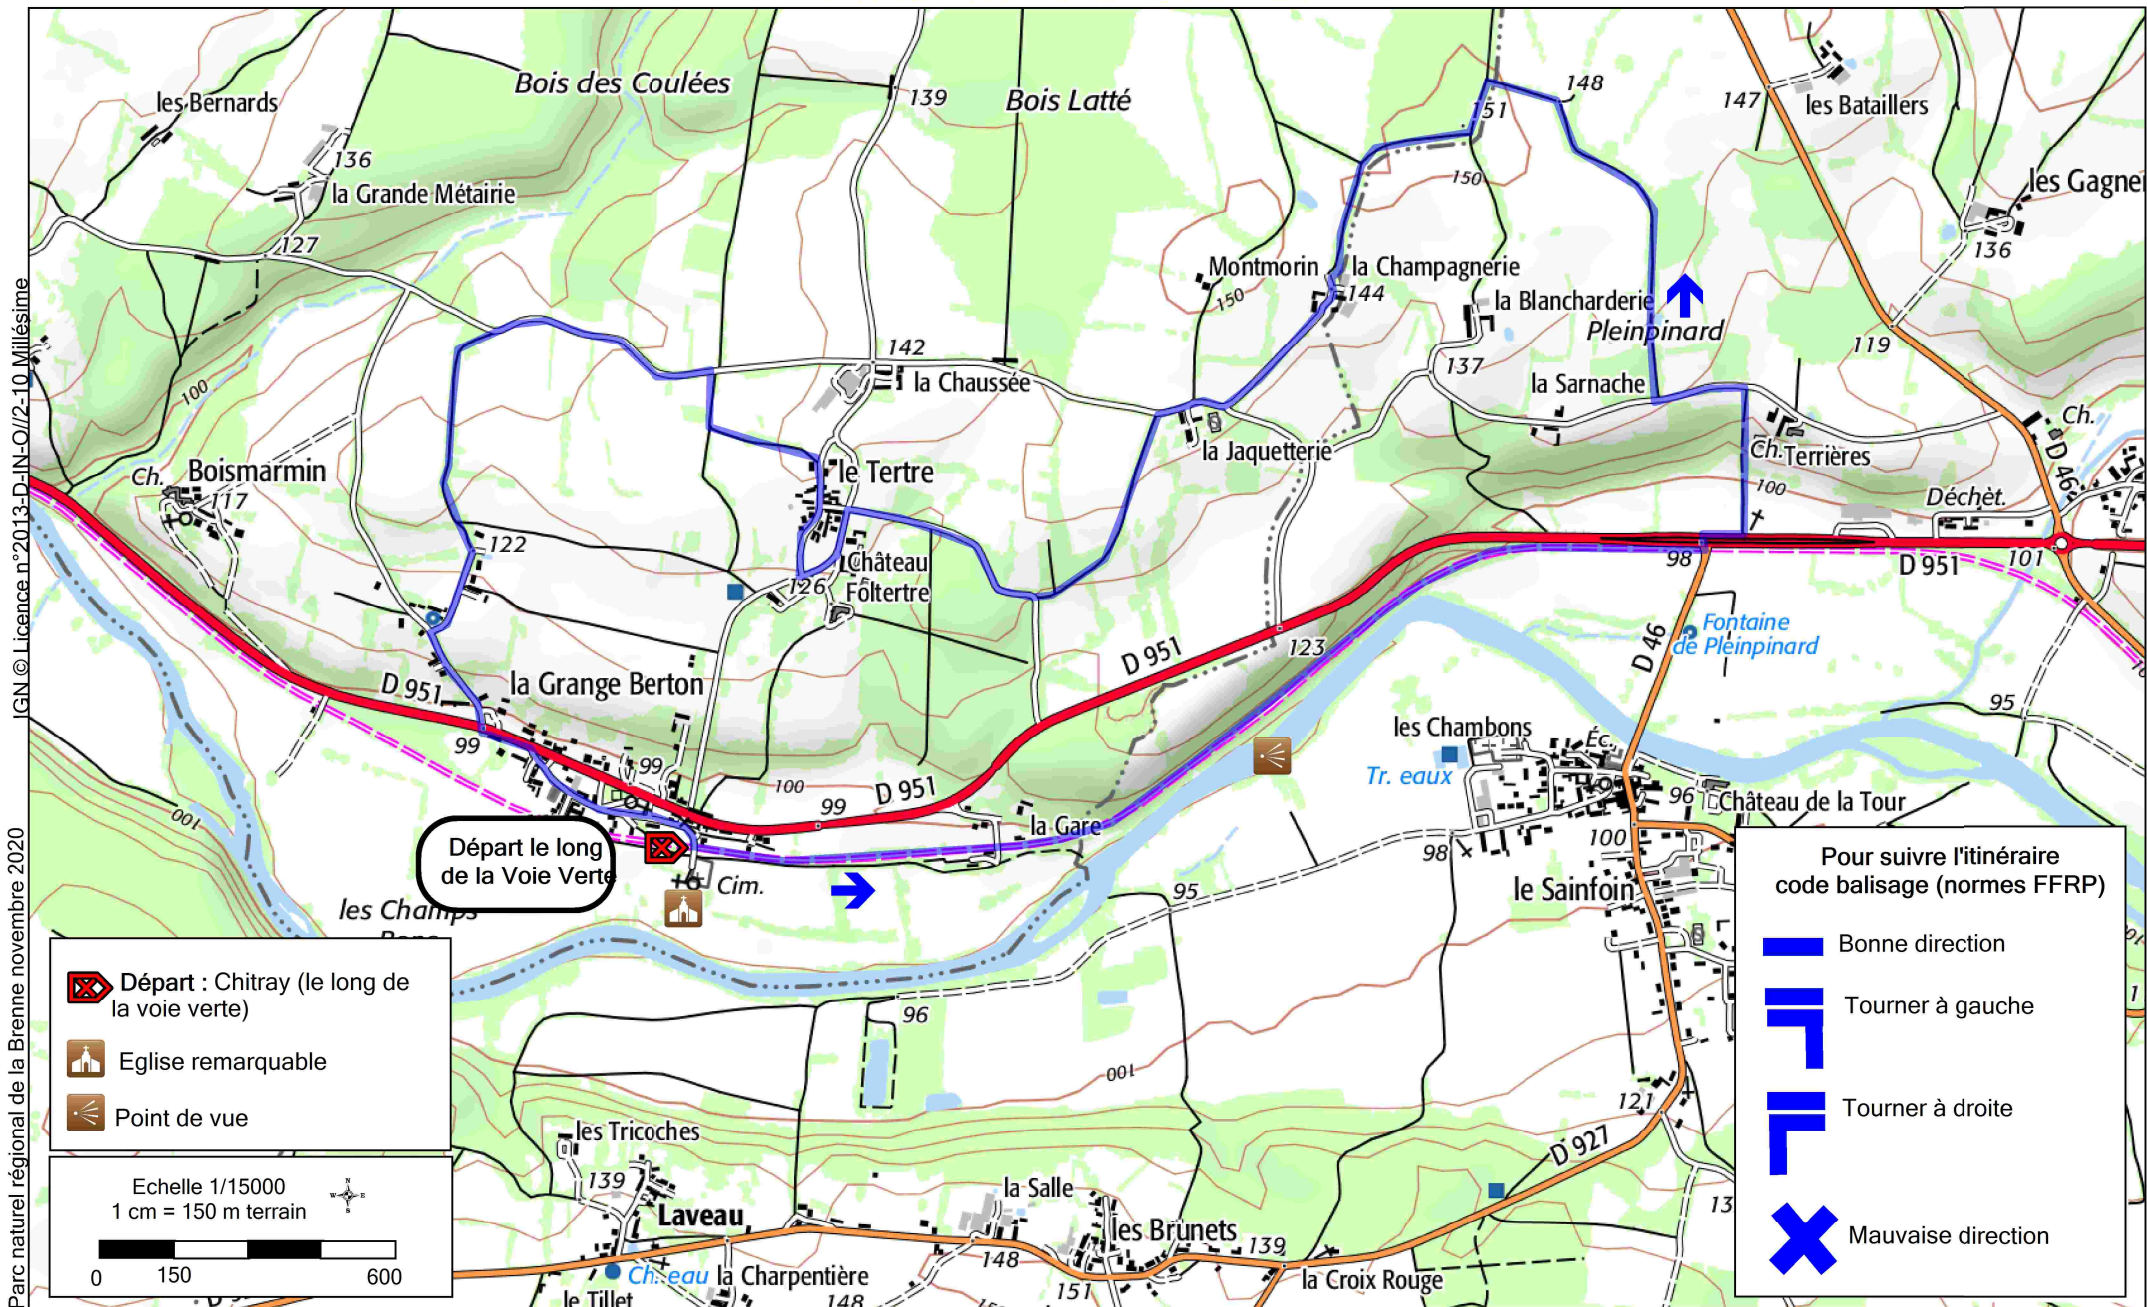 Bois des Coulées
Bois Latté
les Bernards
139
151
148
147
les Bataillers
136
la Grande Métairie
150
les Gagne
127
136
Montmorin
la Champagnerie
150
144
la Blancharderie
Pleinpinard
142
119
la Chaussée
137
la Sarnache
100
Ch.
Boismarmin
117
le Tertre
la Jaquetterie
Ch.
Terrières
Ch.
D 46
100
Déchèt.
122
Château
Foltertre
126
98
D 951
101
D 951
123
D 46
Fontaine
de Pleinpinard
D 951
la Grange Berton
99
99
100
99
D 951
la Gare
les Chambons
Éc.
Tr. eaux
95
96
Château de la Tour
100
98
le Sainfoin
100
Départ le long
de la Voie Verte
Cim.
les Champs
95
96
100
121
D 927
13
1
les Tricoches
139
Laveau
la Salle
148
les Brunets
139
151
la Croix Rouge
Ch. eau
la Charpentière
le Tillet
148
Départ : Chitray (le long de
la voie verte)
Eglise remarquable
Point de vue
Echelle 1/15000
1 cm = 150 m terrain
N
W
E
S
0
150
600
Pour suivre l'itinéraire
code balisage (normes FFRP)
Bonne direction
Tourner à gauche
Tourner à droite
Mauvaise direction
IGN © Licence n°2013-D-IN-O//2-10 Millésime
Parc naturel régional de la Brenne novembre 2020